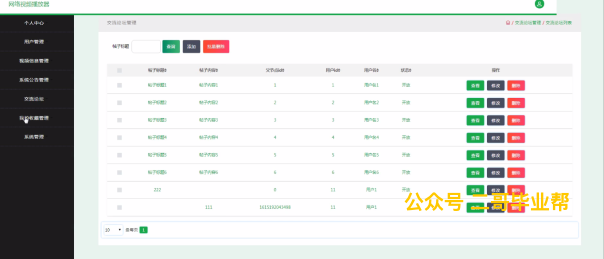 网络视频播放器
个人中心
用户管理
视频信息管理
系统公告管理
交流论坛
我的收藏管理
系统管理
交流论坛管理
/ 交流论坛管理 / 交流论坛列表
帖子标题 查询 添加 批量删除
帖子标题 帖子内容 父节点id 用户id 用户名 状态 操作
帖子标题1 帖子内容1 1 1 用户名1 开放 查看 修改 删除
帖子标题2 帖子内容2 2 2 用户名2 开放 查看 修改 删除
帖子标题3 帖子内容3 3 3 用户名3 开放 查看 修改 删除
帖子标题4 帖子内容4 4 4 用户名4 开放 查看 修改 删除
帖子标题5 帖子内容5 5 5 用户名5 开放 查看 修改 删除
帖子标题6 帖子内容6 6 6 用户名6 开放 查看 修改 删除
222 0 11 用户1 开放 查看 修改 删除
111 11 用户1
公众号 二哥毕业帮
10 条每页 1